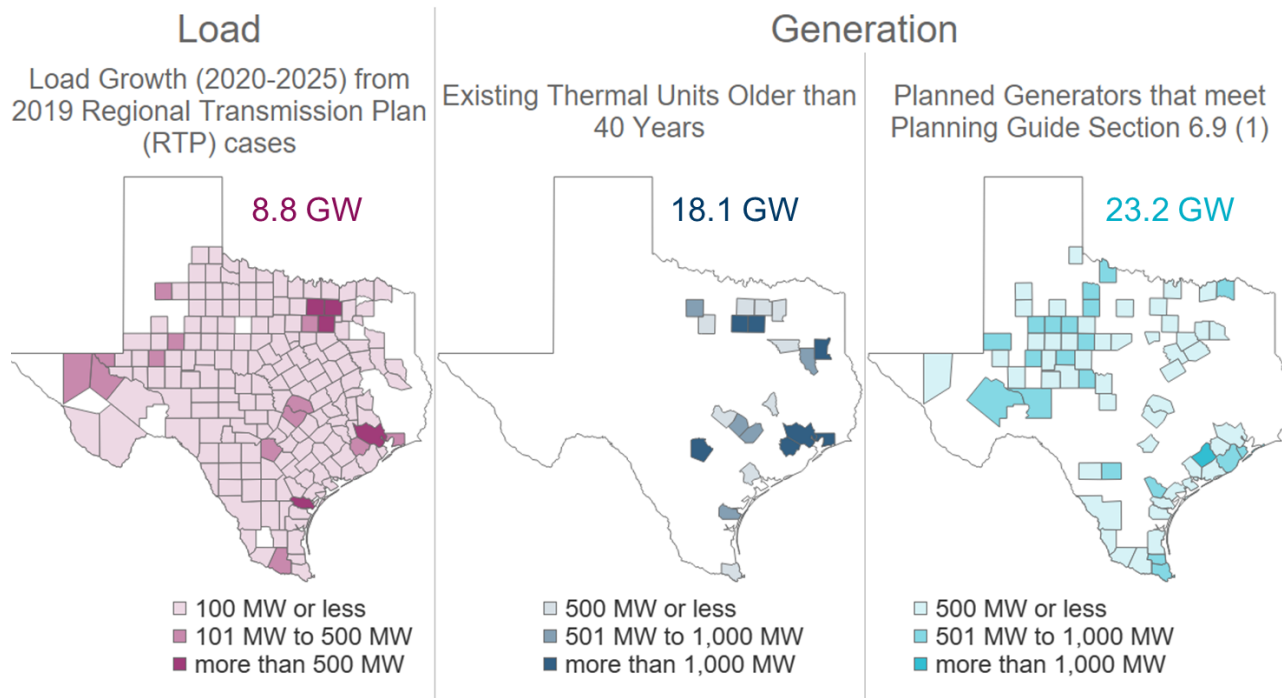 Load
Load Growth (2020-2025) from
2019 Regional Transmission Plan
(RTP) cases
8.8 GW
100 MW or less
101 MW to 500 MW
more than 500 MW
Generation
Existing Thermal Units Older than
40 Years
18.1 GW
500 MW or less
501 MW to 1,000 MW
more than 1,000 MW
Planned Generators that meet
Planning Guide Section 6.9 (1)
23.2 GW
500 MW or less
501 MW to 1,000 MW
more than 1,000 MW